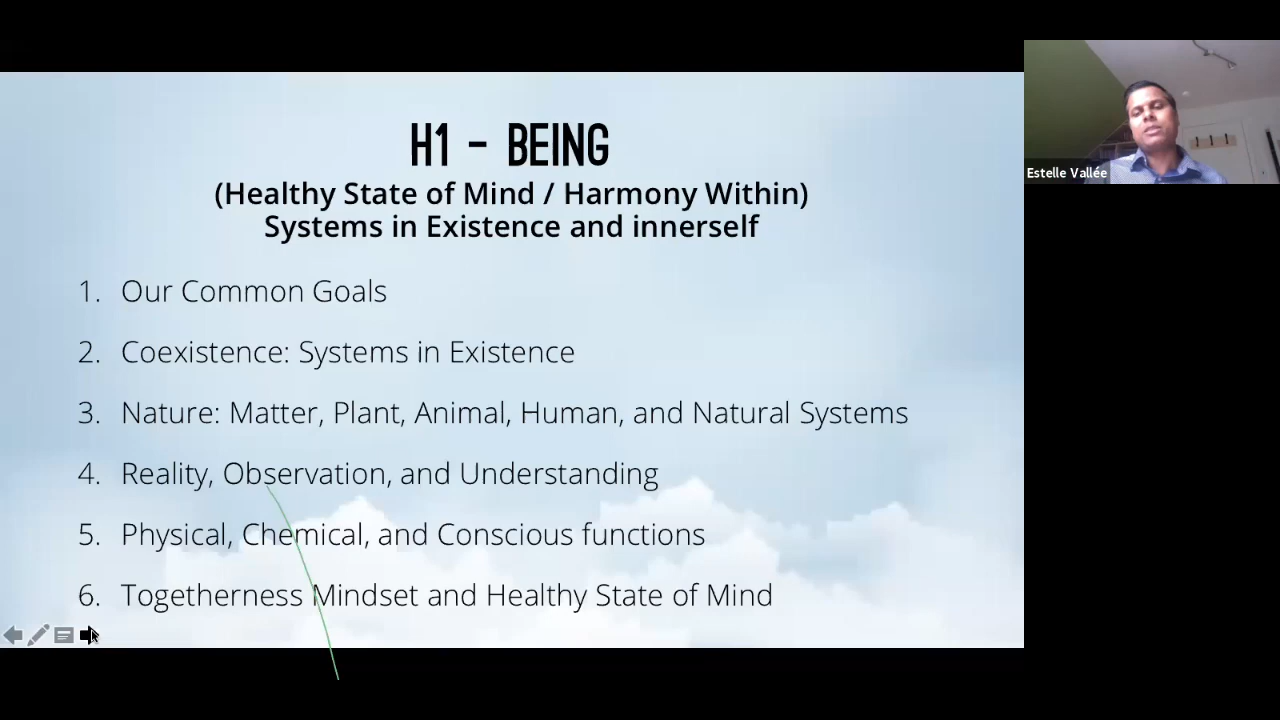 H1 - BEING
(Healthy State of Mind / Harmony Within)
Systems in Existence and innerself
1. Our Common Goals
2. Coexistence: Systems in Existence
3. Nature: Matter, Plant, Animal, Human, and Natural Systems
4. Reality, Observation, and Understanding
5. Physical, Chemical, and Conscious functions
6. Togetherness Mindset and Healthy State of Mind
Estelle Vallée